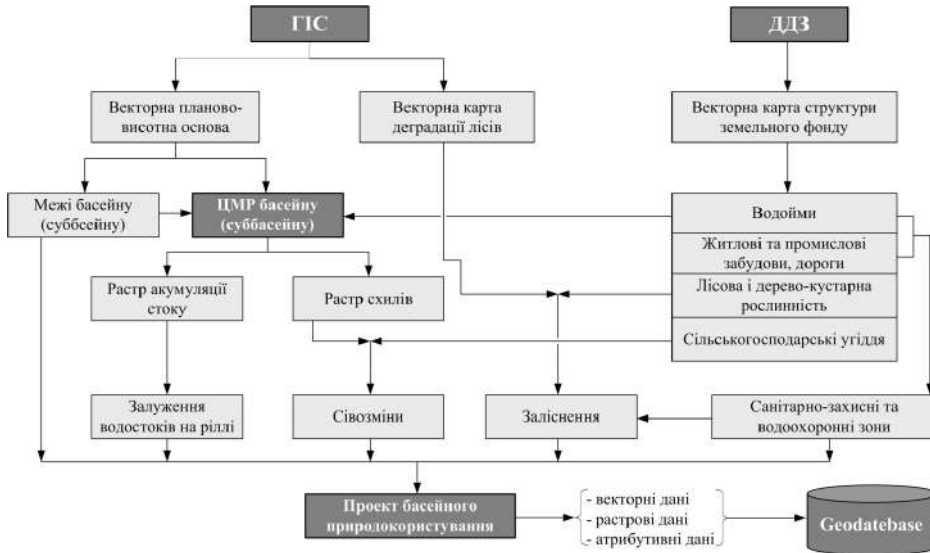 ГІС
ДДЗ
Векторна планово-
висотна основа
Векторна карта
деградації лісів
Векторна карта структури
земельного фонду
Межі басейну
(суббсейну)
ЦМР басейну
(суббасейну)
Водойми
Житлові та промислові
забудови, дороги
Лісова і дерево-кустарна
рослинність
Сільськогосподарські угіддя
Растр акумуляції
стоку
Растр схилів
Залуження
водостоків на ріллі
Сівозміни
Заліснення
Санітарно-захисні та
водоохоронні зони
Проект басейного
природокористування
- векторні дані
- растрові дані
- атрибутивні дані
Geodatebase